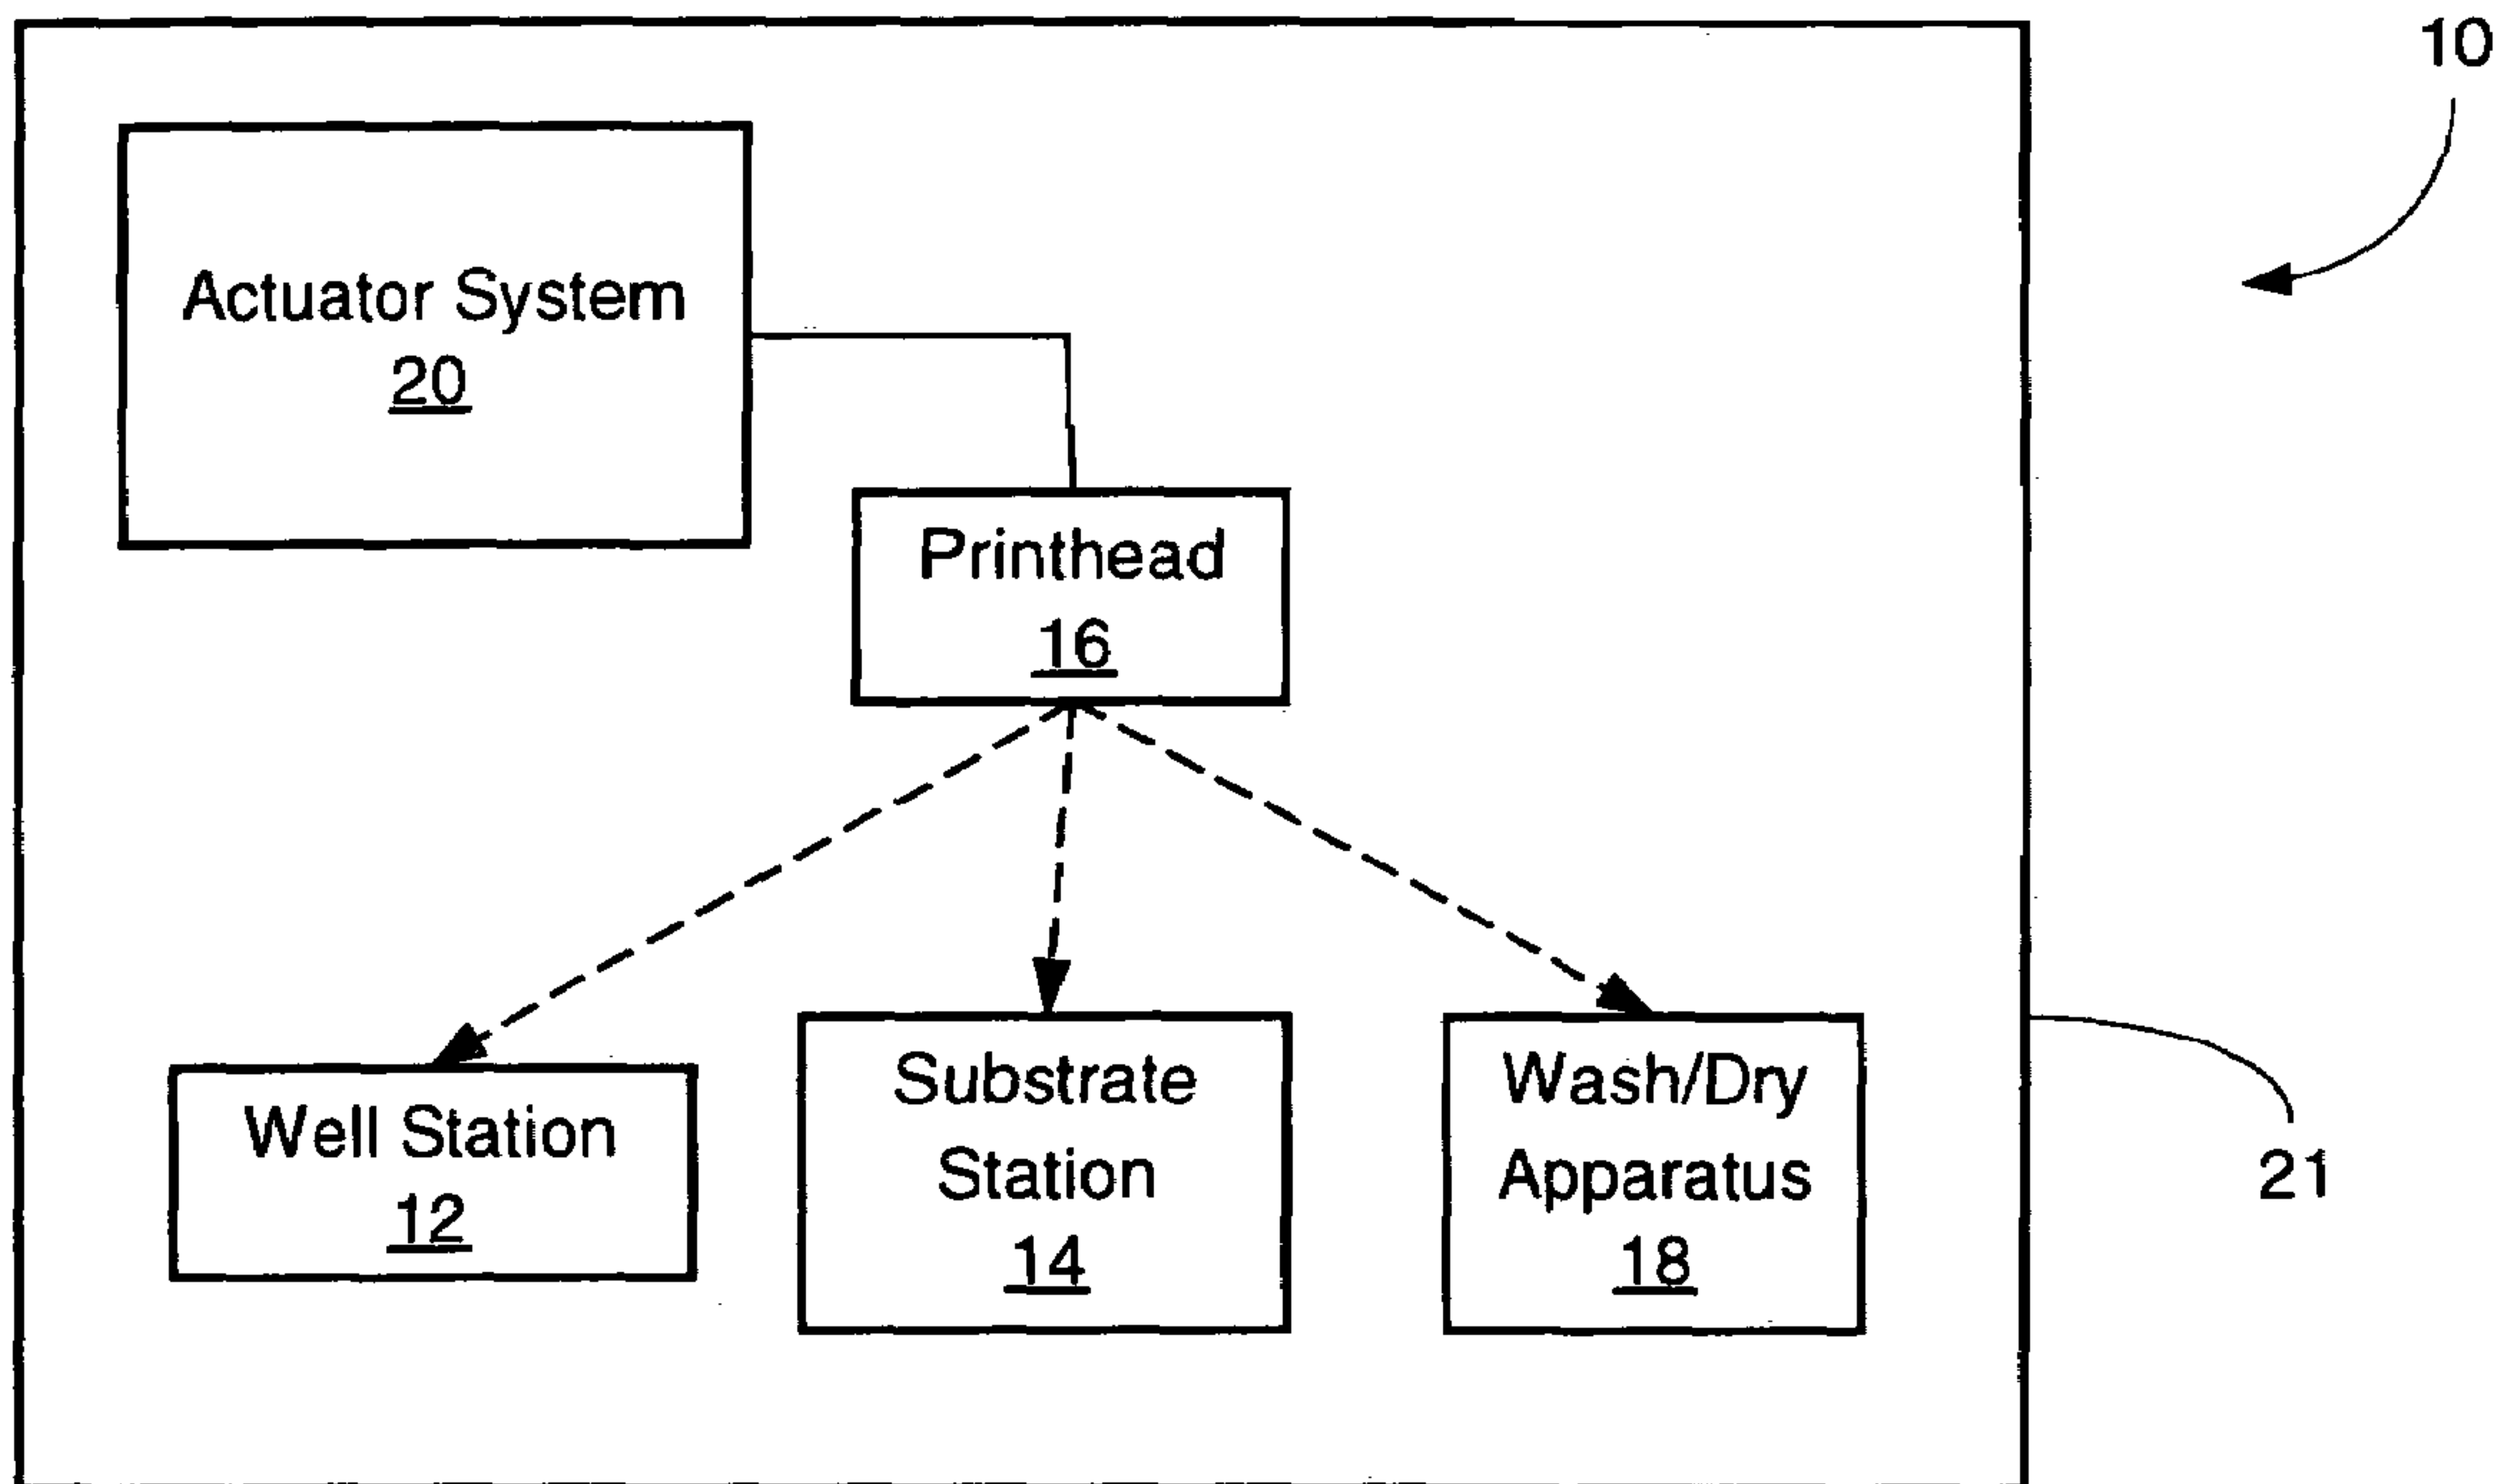 10
Actuator System
20
Printhead
16
Well Station
12
Substrate
Station
14
Wash/Dry
Apparatus
18
21